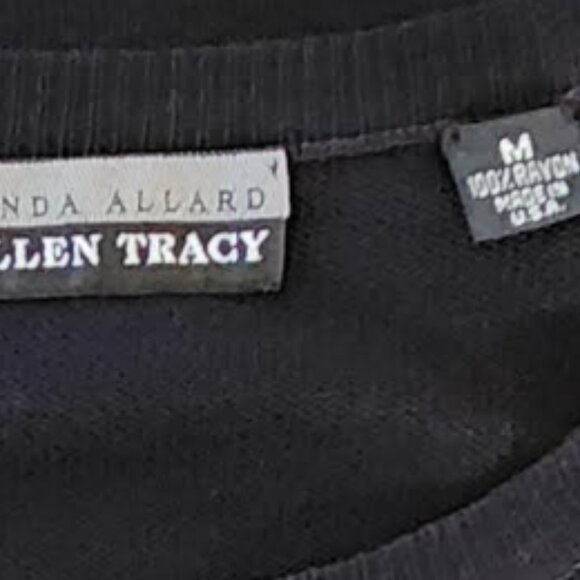 NDA ALLARD
LLEN TRACY
M
100% RAYON
MADE IN
U.S.A.